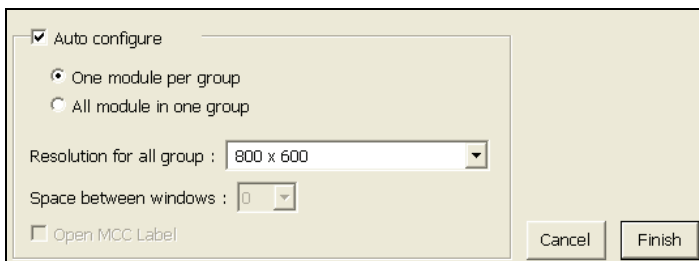 Auto configure
One module per group
All module in one group
Resolution for all group : 800 x 600
Space between windows : 0
Open MCC Label
Cancel Finish